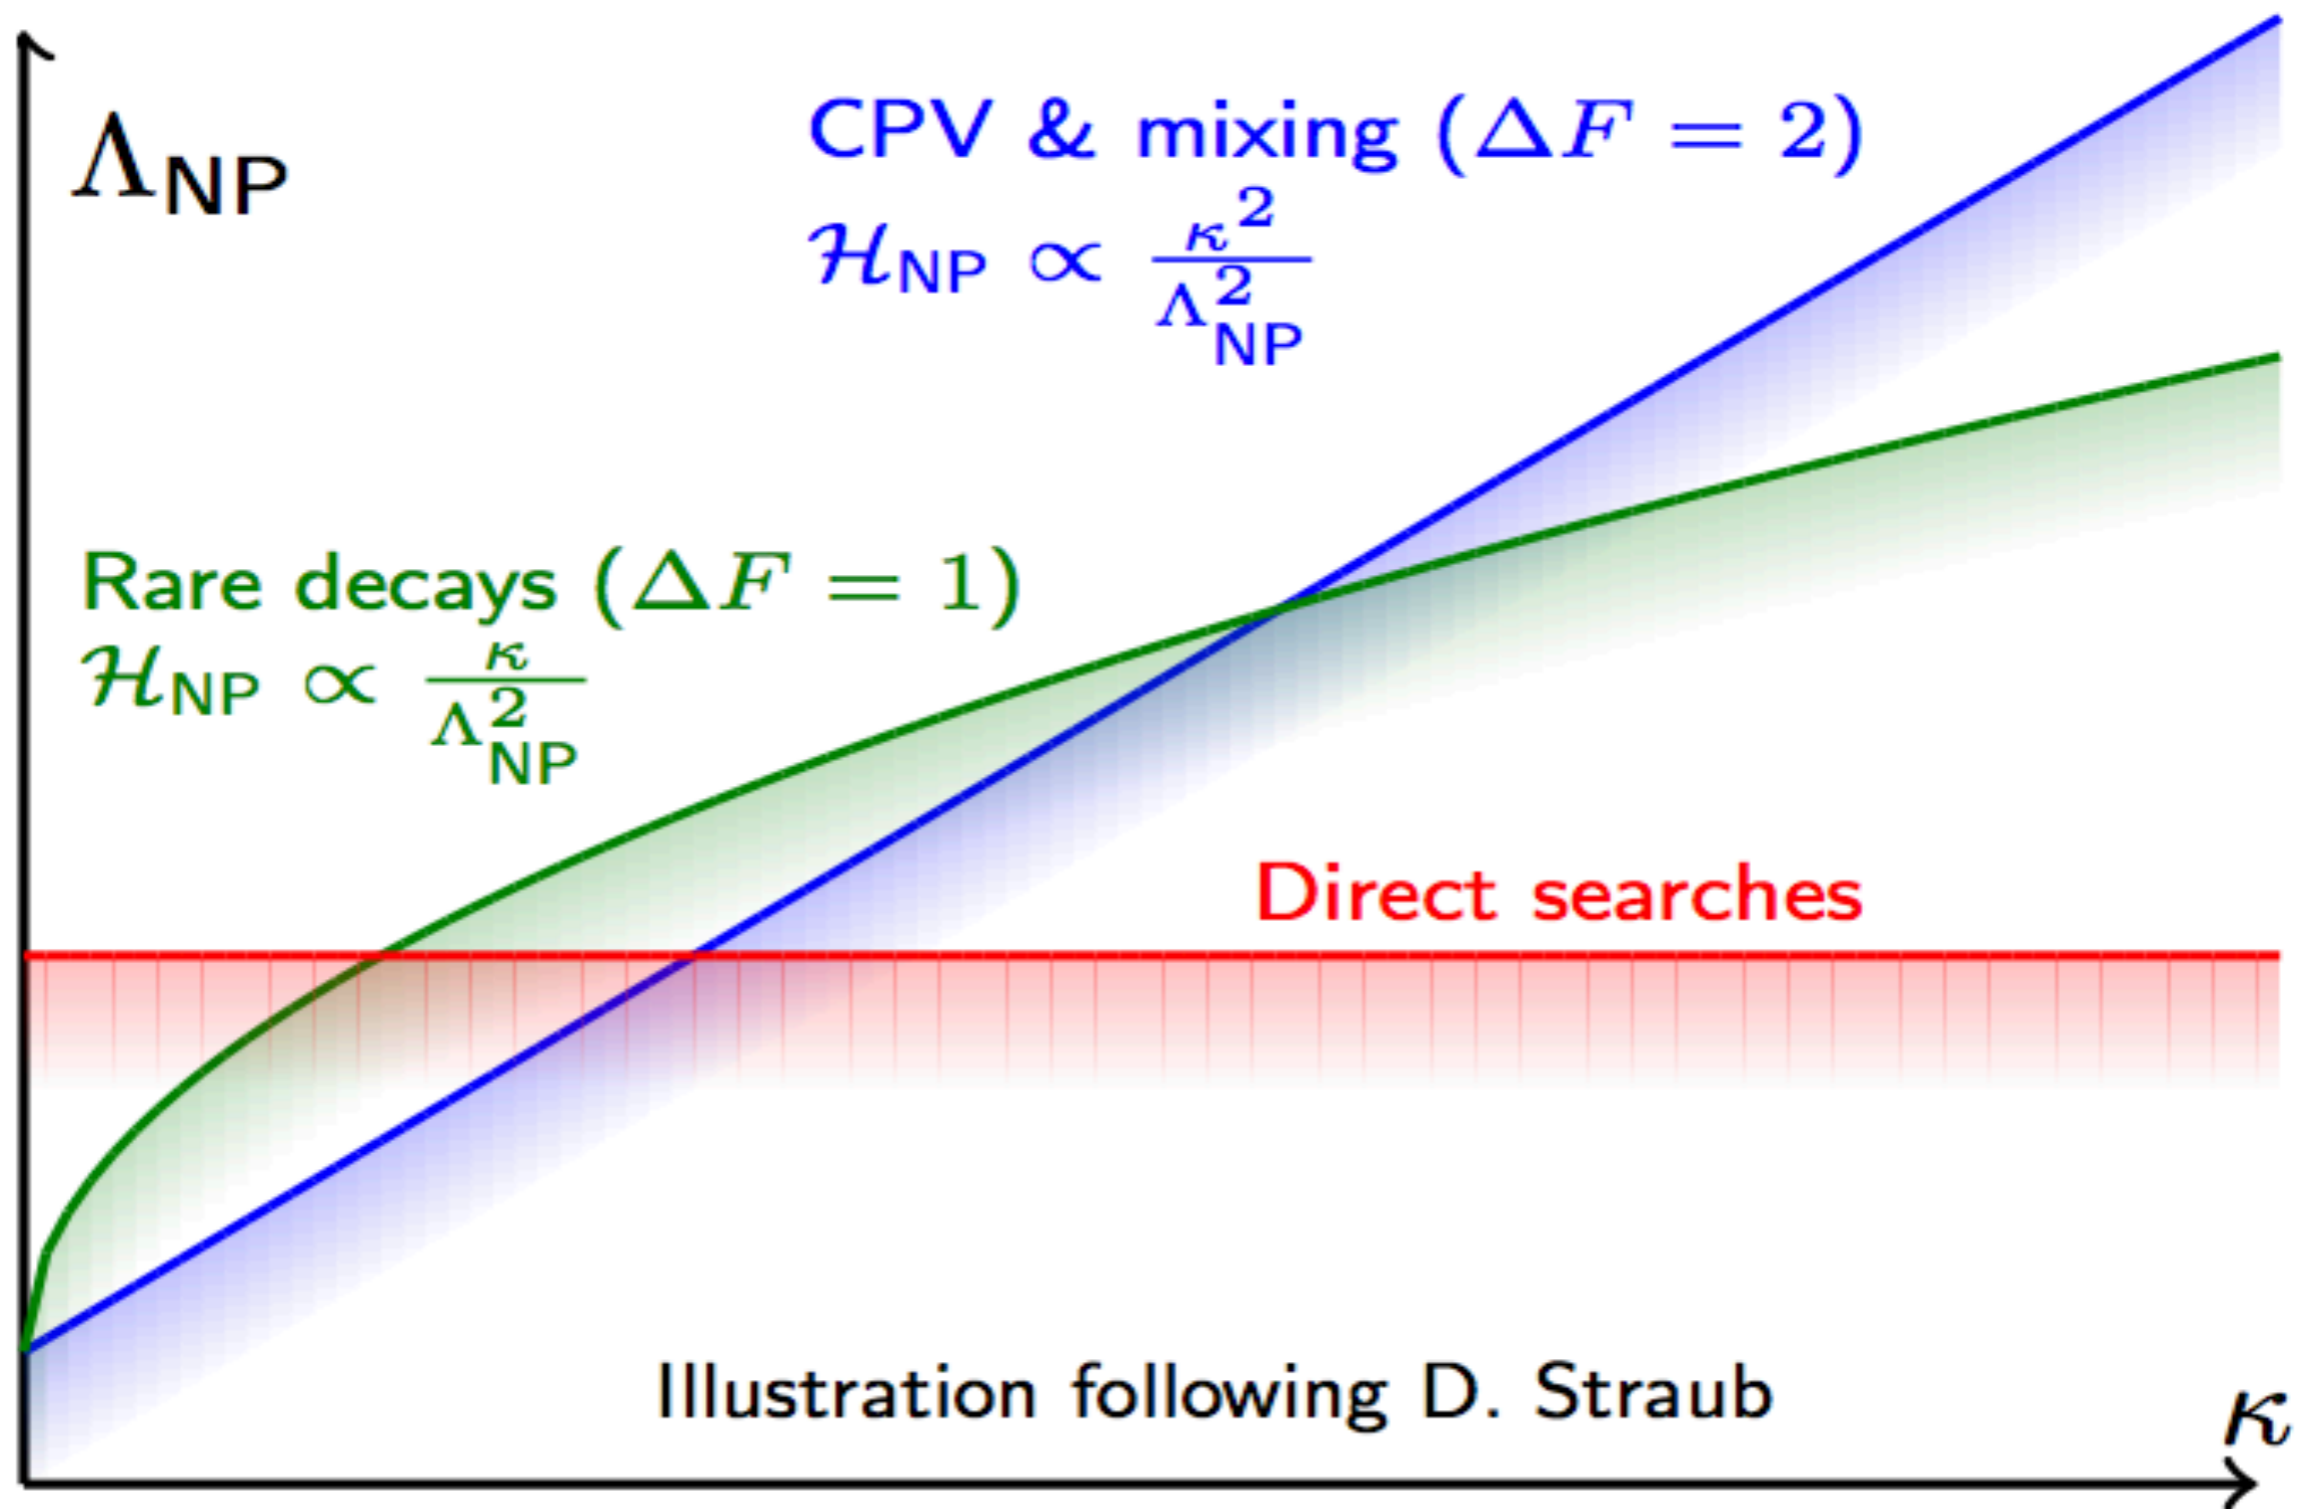 Λ_NP
CPV & mixing (ΔF = 2)
ℋ_NP ∝ κ²/Λ²_NP
Rare decays (ΔF = 1)
ℋ_NP ∝ κ/Λ²_NP
Direct searches
Illustration following D. Straub
κ